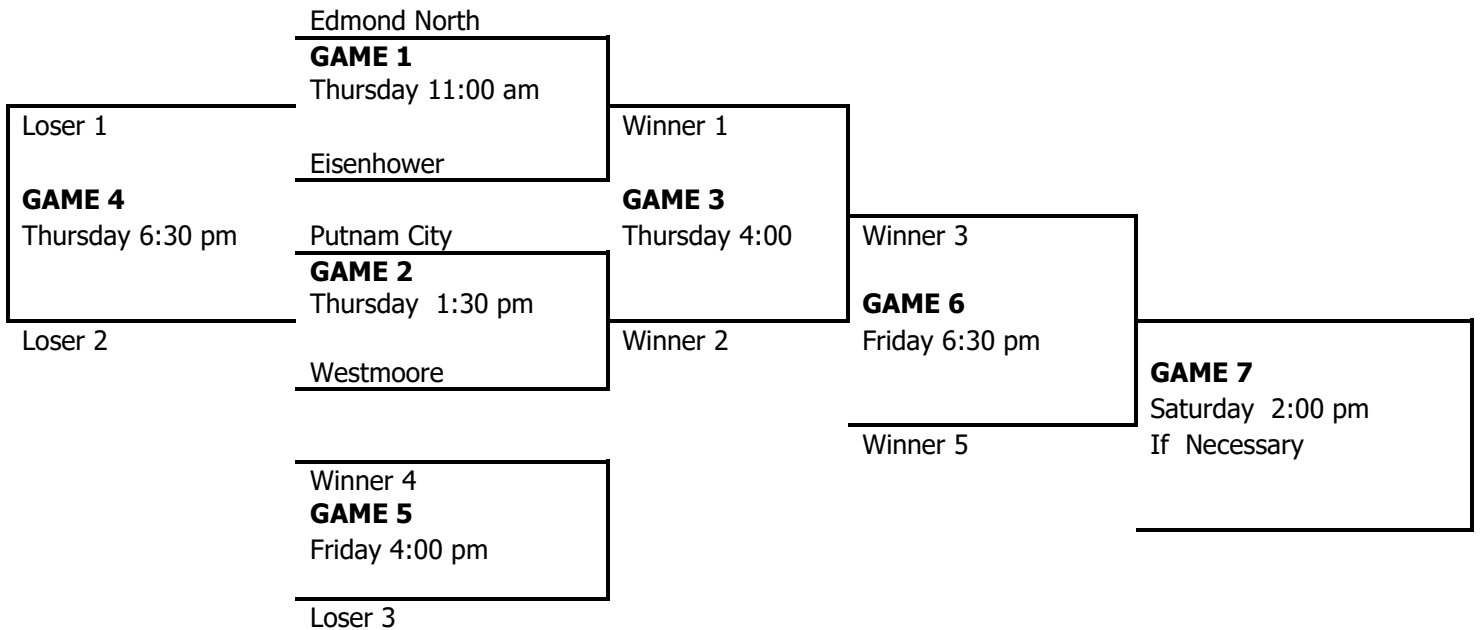 Edmond North
GAME 1
Thursday 11:00 am
Loser 1
Winner 1
Eisenhower
GAME 4
GAME 3
Thursday 6:30 pm
Putnam City
Thursday 4:00
Winner 3
GAME 2
Thursday 1:30 pm
GAME 6
Loser 2
Winner 2
Friday 6:30 pm
Westmoore
GAME 7
Saturday 2:00 pm
Winner 5
If Necessary
Winner 4
GAME 5
Friday 4:00 pm
Loser 3